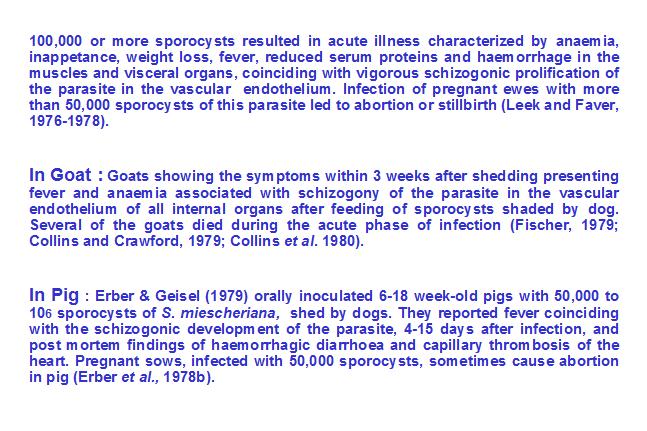 100,000 or more sporocysts resulted in acute illness characterized by anaemia,
inappetance, weight loss, fever, reduced serum proteins and haemorrhage in the
muscles and visceral organs, coinciding with vigorous schizogonic prolification of
the parasite in the vascular endothelium. Infection of pregnant ewes with more
than 50,000 sporocysts of this parasite led to abortion or stillbirth (Leek and Faver,
1976-1978).
In Goat : Goats showing the symptoms within 3 weeks after shedding presenting
fever and anaemia associated with schizogony of the parasite in the vascular
endothelium of all internal organs after feeding of sporocysts shaded by dog.
Several of the goats died during the acute phase of infection (Fischer, 1979;
Collins and Crawford, 1979; Collins et al. 1980).
In Pig : Erber & Geisel (1979) orally inoculated 6-18 week-old pigs with 50,000 to
106 sporocysts of S. miescheriana, shed by dogs. They reported fever coinciding
with the schizogonic development of the parasite, 4-15 days after infection, and
post mortem findings of haemorrhagic diarrhoea and capillary thrombosis of the
heart. Pregnant sows, infected with 50,000 sporocysts, sometimes cause abortion
in pig (Erber et al., 1978b).